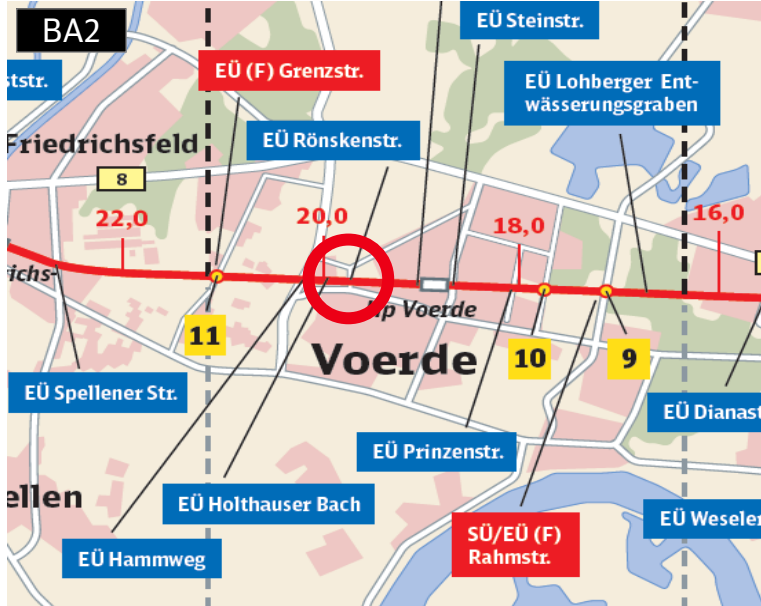 BA2
EÜ Steinstr.
EÜ (F) Grenzstr.
EÜ Lohberger Ent-
wässerungsgraben
ststr.
EÜ Rönskenstr.
Friedrichsfeld
8
22,0
20,0
18,0
16,0
richs-
Hp Voerde
11
Voerde
10
9
EÜ Spellener Str.
EÜ Dianast
EÜ Prinzenstr.
ellen
EÜ Holthauser Bach
EÜ Weseler
SÜ/EÜ (F)
Rahmstr.
EÜ Hammweg